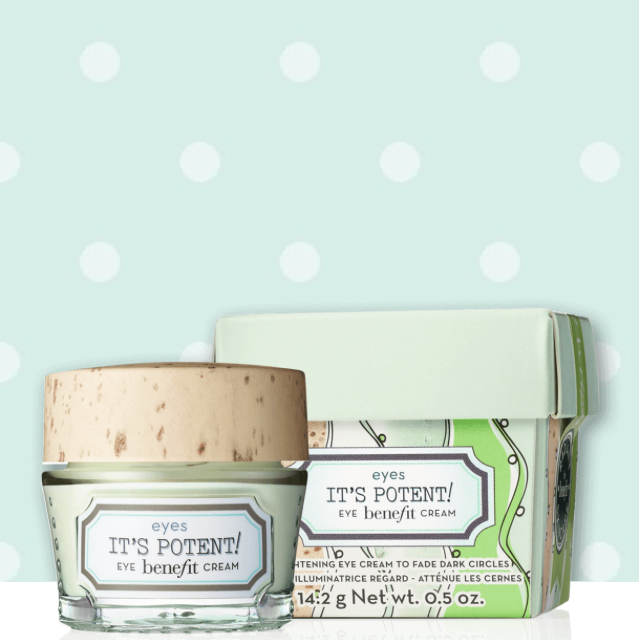 eyes
IT'S POTENT!
EYE benefit CREAM
eyes
IT'S POTENT!
EYE benefit CREAM
HTENING EYE CREAM TO FADE DARK CIRCLES
ILLUMINATRICE REGARD - ATTÉNUE LES CERNES
14.2 g Net wt. 0.5 oz.